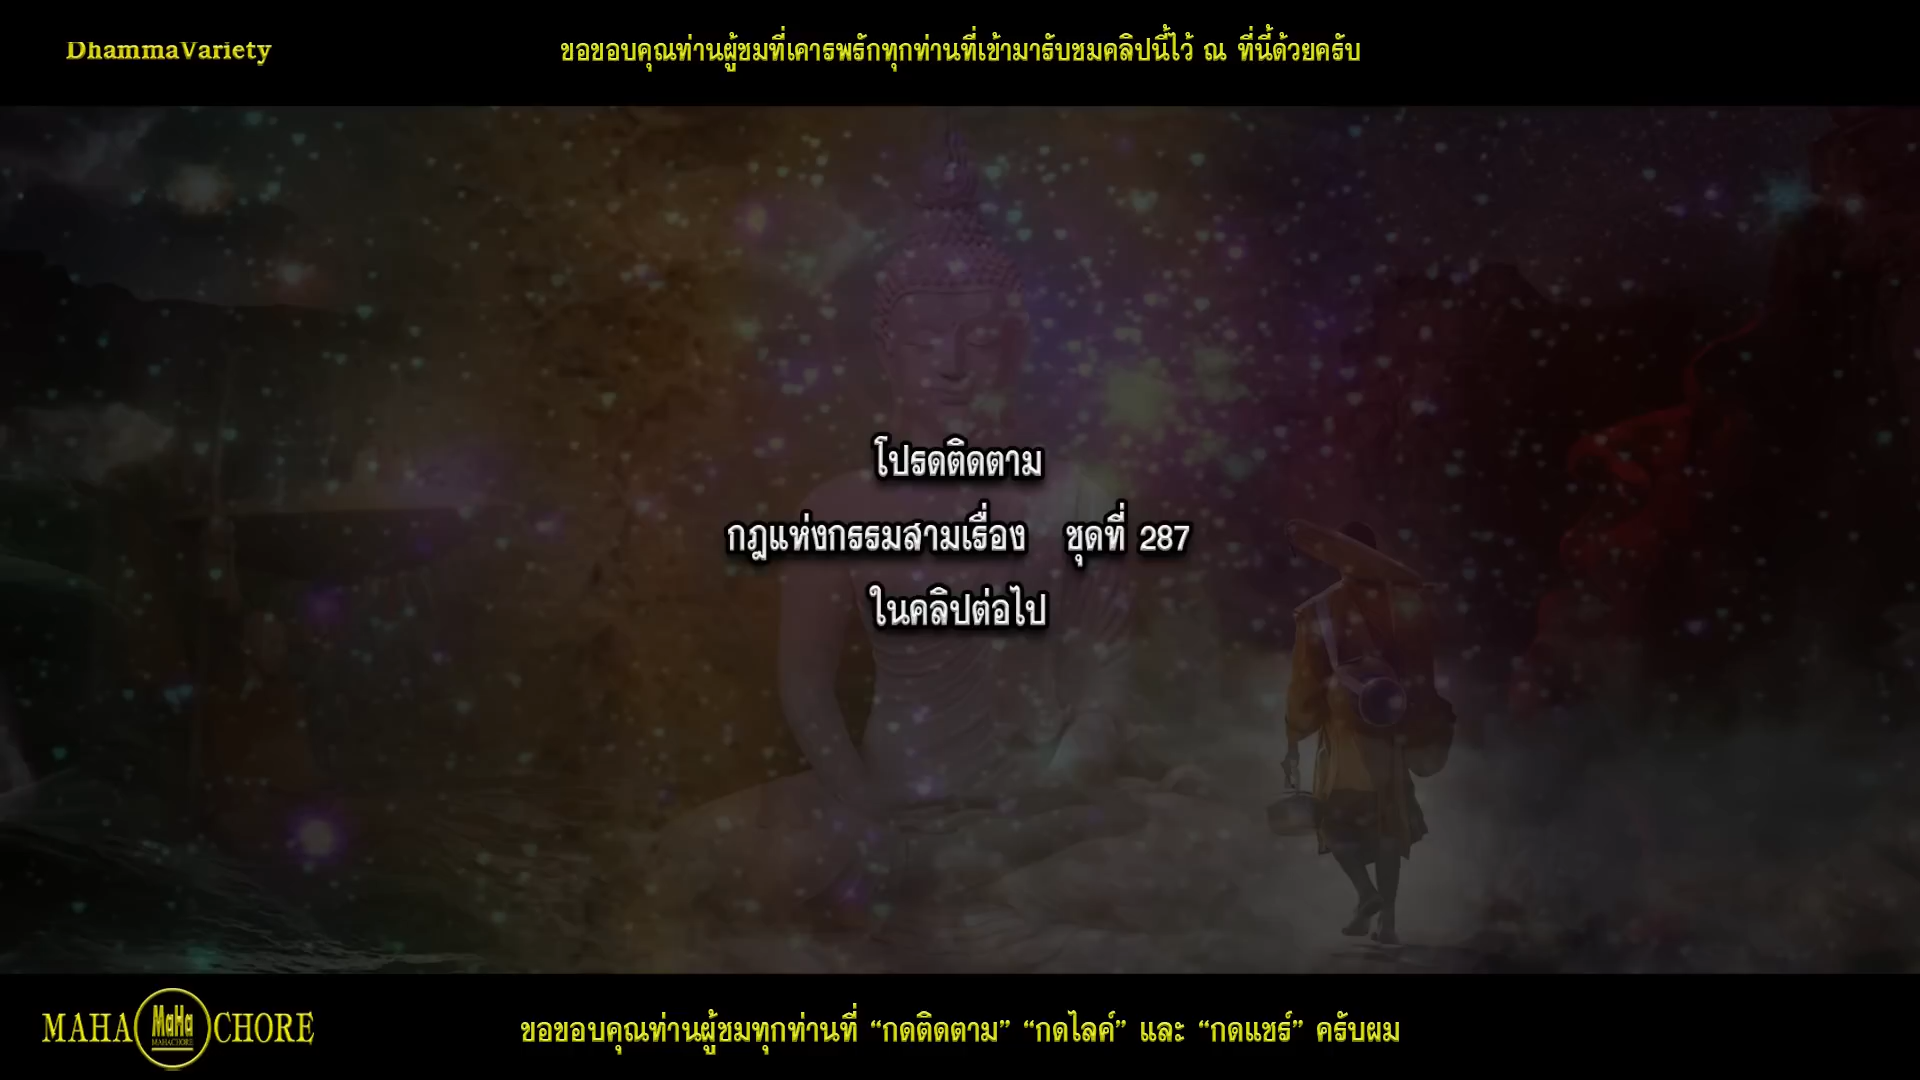 DhammaVariety
ขอขอบคุณท่านผู้ชมที่เคารพรักทุกท่านที่เข้ามารับชมคลิปนี้ไว้ ณ ที่นี้ด้วยครับ
โปรดติดตาม
กฎแห่งกรรมสามเรื่อง ชุดที่ 287
ในคลิปต่อไป
MAHA MaHa CHORE
MAHACHORE
ขอขอบคุณท่านผู้ชมทุกท่านที่ “กดติดตาม” “กดไลค์” และ “กดแชร์” ครับผม